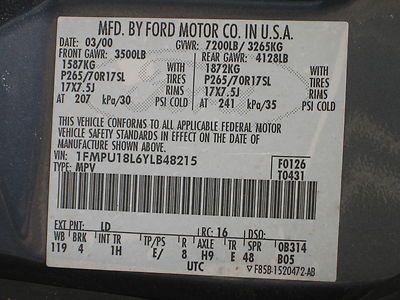 MFD. BY FORD MOTOR CO. IN U.S.A.
DATE: 03/00 GVWR: 7200LB/ 3265KG
FRONT GAWR: 3500LB REAR GAWR: 4128LB
1587KG WITH 1872KG WITH
P265/70R17SL TIRES P265/70R17SL TIRES
17X7.5J RIMS 17X7.5J RIMS
AT 207 kPa/30 PSI COLD AT 241 kPa/35 PSI COLD
THIS VEHICLE CONFORMS TO ALL APPLICABLE FEDERAL MOTOR
VEHICLE SAFETY STANDARDS IN EFFECT ON THE DATE OF
MANUFACTURE SHOWN ABOVE.
VIN: 1FMPU18L6YLB48215 F0126
TYPE: MPV T0431
EXT PNT: LD RC: 16 DSO:
WB BRK INT TR TP/PS R AXLE TR 0B314
119 4 1H E/ 8 H9 E 48 B05
UTC F85B-1520472-AB